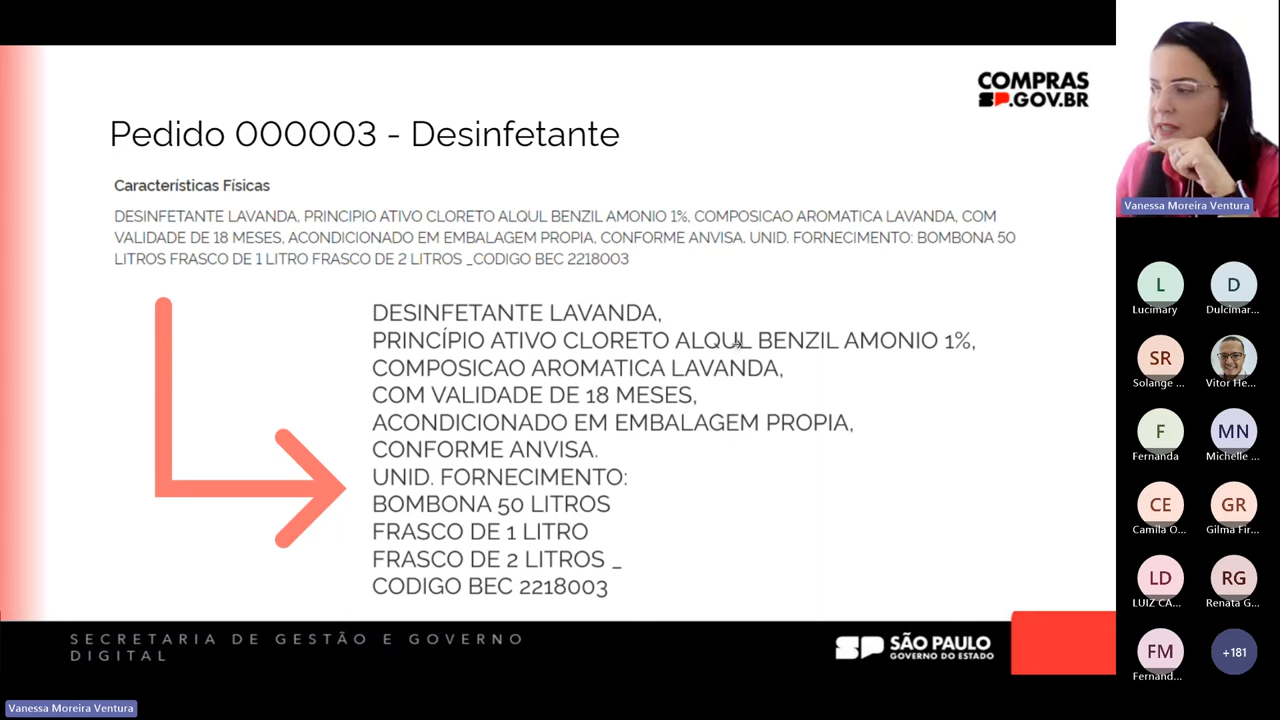 COMPRAS
SP.GOV.BR
Pedido 000003 - Desinfetante
Características Físicas
DESINFETANTE LAVANDA, PRINCIPIO ATIVO CLORETO ALQUL BENZIL AMONIO 1%, COMPOSICAO AROMATICA LAVANDA, COM
VALIDADE DE 18 MESES, ACONDICIONADO EM EMBALAGEM PROPIA, CONFORME ANVISA. UNID. FORNECIMENTO: BOMBONA 50
LITROS FRASCO DE 1 LITRO FRASCO DE 2 LITROS _CODIGO BEC 2218003
DESINFETANTE LAVANDA,
PRINCÍPIO ATIVO CLORETO ALQUL BENZIL AMONIO 1%,
COMPOSICAO AROMATICA LAVANDA,
COM VALIDADE DE 18 MESES,
ACONDICIONADO EM EMBALAGEM PROPIA,
CONFORME ANVISA.
UNID. FORNECIMENTO:
BOMBONA 50 LITROS
FRASCO DE 1 LITRO
FRASCO DE 2 LITROS _
CODIGO BEC 2218003
SECRETARIA DE GESTÃO E GOVERNO
DIGITAL
SP SÃO PAULO
GOVERNO DO ESTADO
Vanessa Moreira Ventura
Vanessa Moreira Ventura
L
D
Lucimary
Dulcimar...
SR
Solange ...
Vitor He...
F
MN
Fernanda
Michelle ...
CE
GR
Camila O...
Gilma Fir...
LD
RG
LUIZ CA...
Renata G...
FM
+181
Fernand...